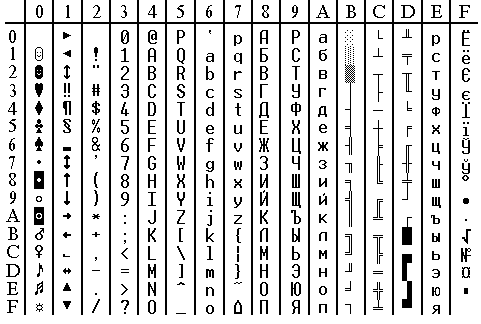 0 1 2 3 4 5 6 7 8 9 A B C D E F
0 ► 0 @ P ` p А Р а ░ └ ╨ р Ё
1 ☺ ◄ ! 1 A Q a q Б С б ▒ ┴ ╤ с ё
2 ☻ ↕ " 2 B R b r В Т в ▓ ┬ ╥ т Є
3 ♥ ‼ # 3 C S c s Г У г │ ├ ╙ у є
4 ♦ ¶ $ 4 D T d t Д Ф д ┤ ─ ╘ ф Ї
5 ♣ § % 5 E U e u Е Х е ╡ ┼ ╒ х ї
6 ♠ ▬ & 6 F V f v Ж Ц ж ╢ ╞ ╓ ц Ў
7 • ↨ ' 7 G W g w З Ч з ╖ ╟ ╫ ч ў
8 ◘ ↑ ( 8 H X h x И Ш и ╕ ╚ ╪ ш °
9 ○ ↓ ) 9 I Y i y Й Щ й ╣ ╔ ┘ щ ∙
A ◙ → * : J Z j z К Ъ к ║ ╩ ┌ ъ ·
B ♂ ← + ; K [ k { Л Ы л ╗ ╦ █ ы √
C ♀ ∟ , < L \ l ¦ М Ь м ╝ ╠ ▄ ь №
D ♪ ↔ - = M ] m } Н Э н ╜ ═ ▌ э ¤
E ♫ ▲ . > N ^ n ~ О Ю о ╛ ╬ ▐ ю ■
F ☼ ▼ / ? O _ o ⌂ П Я п ┐ ╧ ▀ я